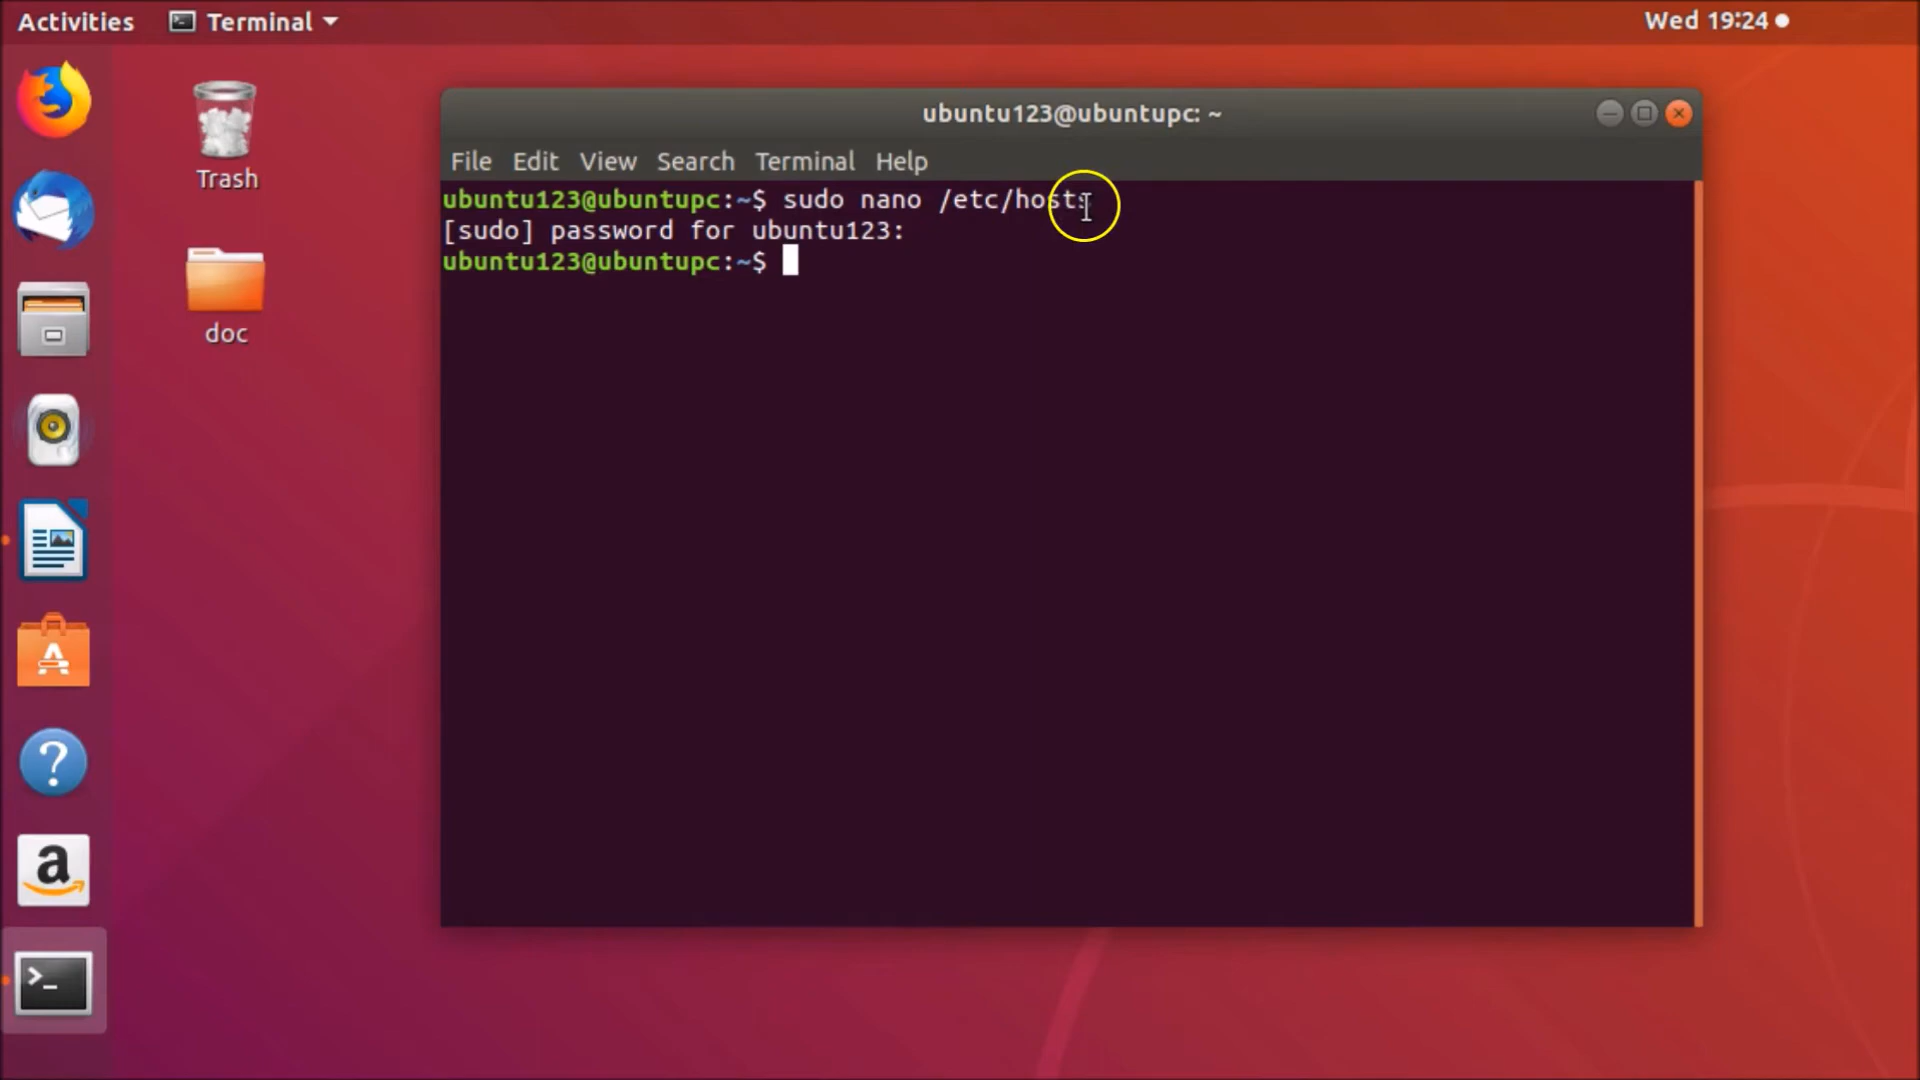 Activities Terminal Wed 19:24
Trash
doc
ubuntu123@ubuntupc: ~
File Edit View Search Terminal Help
ubuntu123@ubuntupc:~$ sudo nano /etc/hosts
[sudo] password for ubuntu123:
ubuntu123@ubuntupc:~$